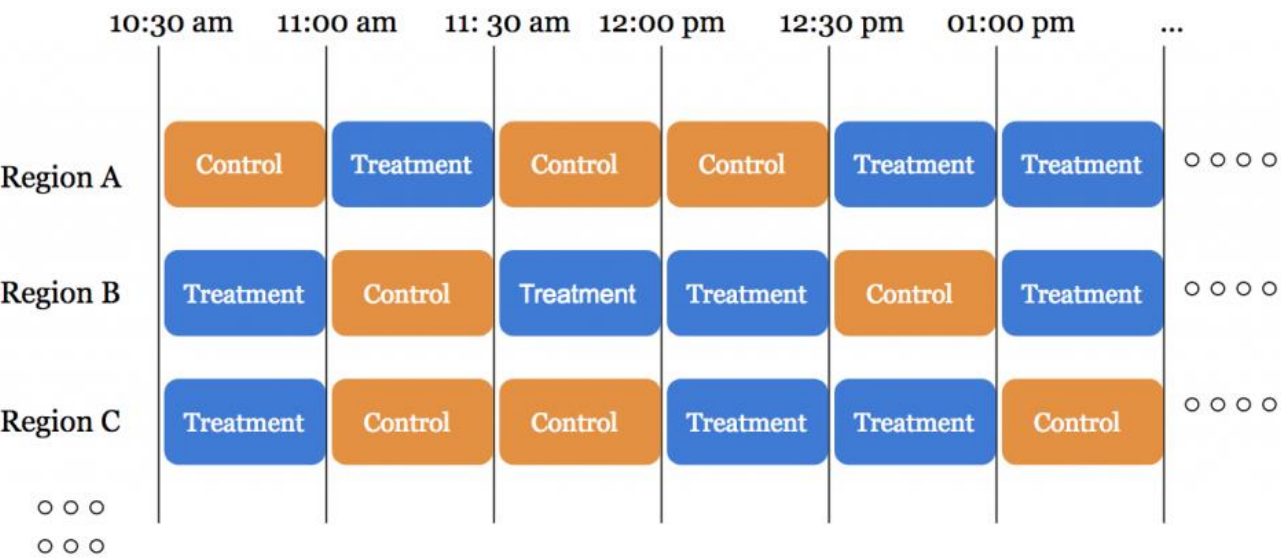 10:30 am 11:00 am 11: 30 am 12:00 pm 12:30 pm 01:00 pm ...
Region A Control Treatment Control Control Treatment Treatment
Region B Treatment Control Treatment Treatment Control Treatment
Region C Treatment Control Control Treatment Treatment Control